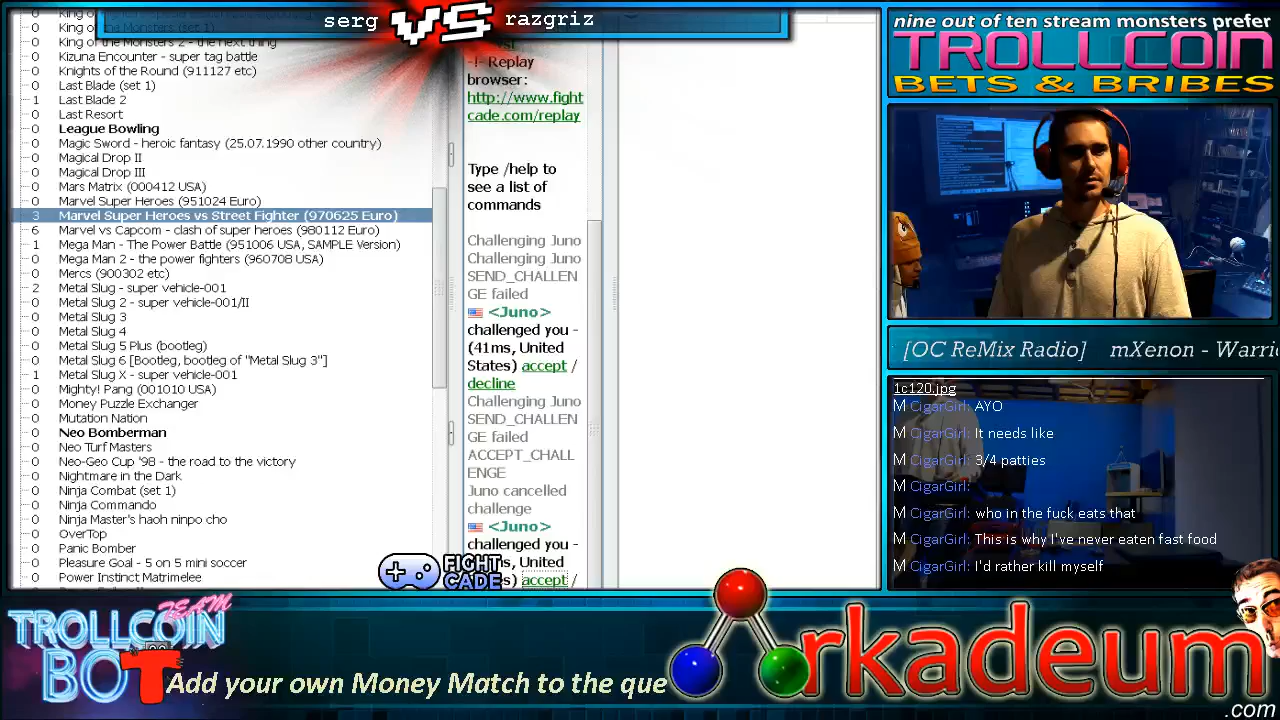 serg VS razgriz
King of the Monsters (set 1)
King of the Monsters 2 - the next thing
Kizuna Encounter - super tag battle
Knights of the Round (911127 etc)
0 Last Blade (set 1)
1 Last Blade 2
0 Last Resort
0 League Bowling
0 Magic Sword - heroic fantasy (25/07/1990 other country)
0 Magical Drop II
0 Magical Drop III
0 Mars Matrix (000412 USA)
0 Marvel Super Heroes (951024 Euro)
3 Marvel Super Heroes vs Street Fighter (970625 Euro)
6 Marvel vs Capcom - clash of super heroes (980112 Euro)
1 Mega Man - The Power Battle (951006 USA, SAMPLE Version)
0 Mega Man 2 - the power fighters (960708 USA)
0 Mercs (900302 etc)
2 Metal Slug - super vehicle-001
0 Metal Slug 2 - super vehicle-001/II
0 Metal Slug 3
0 Metal Slug 4
0 Metal Slug 5 Plus (bootleg)
0 Metal Slug 6 [Bootleg, bootleg of "Metal Slug 3"]
1 Metal Slug X - super vehicle-001
0 Mighty! Pang (001010 USA)
0 Money Puzzle Exchanger
0 Mutation Nation
0 Neo Bomberman
0 Neo Turf Masters
0 Neo-Geo Cup '98 - the road to the victory
0 Nightmare in the Dark
0 Ninja Combat (set 1)
0 Ninja Commando
0 Ninja Master's haoh ninpo cho
0 OverTop
0 Panic Bomber
0 Pleasure Goal - 5 on 5 mini soccer
0 Power Instinct Matrimelee
-!- Replay
browser:
http://www.fight
cade.com/replay
Type /help to
see a list of
commands
Challenging Juno
Challenging Juno
SEND_CHALLEN
GE failed
<Juno>
challenged you -
(41ms, United
States) accept /
decline
Challenging Juno
SEND_CHALLEN
GE failed
ACCEPT_CHALL
ENGE
Juno cancelled
challenge
<Juno>
challenged you -
United
accept /
FIGHT
CADE
nine out of ten stream monsters prefer
TROLLCOIN
BETS & BRIBES
[OC ReMix Radio] mXenon - Warri
1c120.jpg
M CigarGirl: AYO
M CigarGirl: It needs like
M CigarGirl: 3/4 patties
M CigarGirl:
M CigarGirl: who in the fuck eats that
M CigarGirl: This is why I've never eaten fast food
M CigarGirl: I'd rather kill myself
TEAM
TROLLCOIN
BOT
Add your own Money Match to the que
Arkadeum
.com